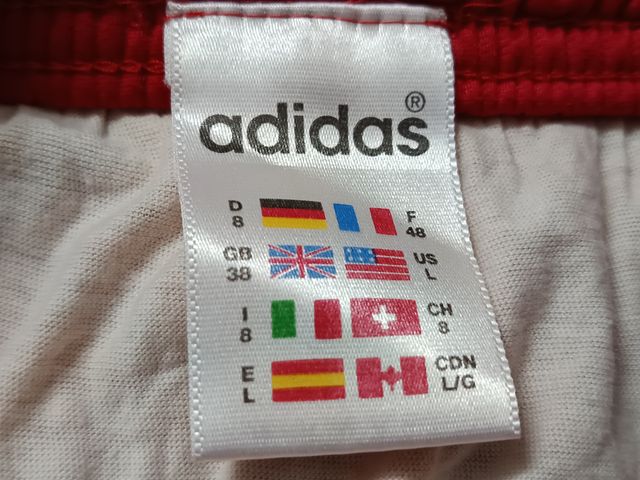 adidas®
D 8 F 48
GB 38 US L
I 8 CH 8
E L CDN L/G